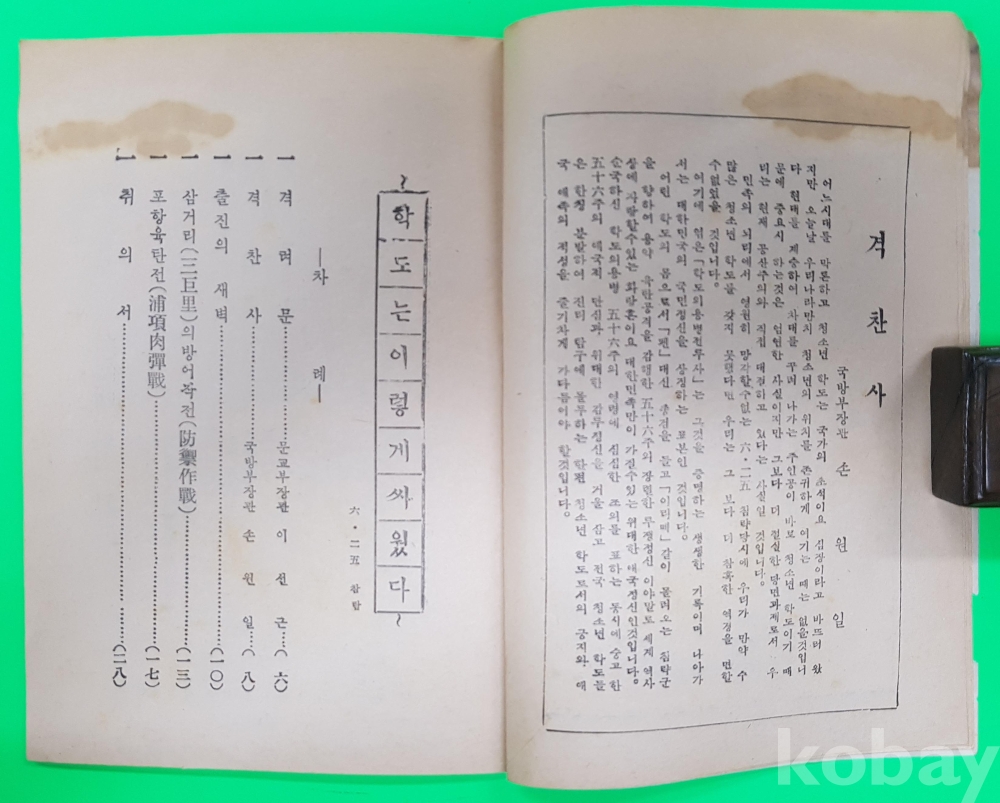 격찬사
국방부장관 손원일
어느시대를 막론하고 청소년 학도는 국가의 초석이요 심장이라고 바뜨러 왔
지만 오늘날 우리나라만치 청소년의 위치를 존귀하게 이기는 때는 없을것입니
다 현대를 계승하여 차대를 꾸며 나가는 주인공이 바로 청소년 학도이기 때
문에 중요시 하는것은 엄연한 사실이지만 그보다 더 절실한 당면과제로서 우
리는 현재 공산주의와 직접 대결하고 있다는 사실일 것입니다。
민족의 뇌리에서 영원히 망각할수없는 六·二五 침략당시에 우리가 만약 수
많은 청소년 학도를 갖지 못했다면 우리는 그 보다 더 참혹한 역경을 면할
수없었을 것입니다。
여기에 엮은「학도의용병전투사」는 그것을 증명하는 생생한 기록이며 나아가
서는 대한민국의 국민정신을 상징하는 표본인 것입니다。
어린 학도의 몸으로서「펜」대신 총검을 들고「이리떼」같이 몰려오는 침략군
을 향하여 용약 육탄공격을 감행한 五十六주의 장렬한 투쟁정신 이야말로 세계 역사
상에 자랑할수있는 화랑혼이요 대한민족만이 가질수있는 위대한 애국정신인것입니다。
순국하신 학도의용병 五十六주의 영령에 심심한 조의를 표하는 동시에 숭고한
五十六주의 애국적 단심과 위대한 감투정신을 거울 삼고 전국 청소년 학도들
은 한칭 분발하여 진리 탐구에 몰두하는 한편 청소년 학도로서의 긍지와 애
국 애족의 적성을 줄기차게 가다듬어야 할것입니다。
학도는이렇게싸웠다
六·二五 참탑
—차 례—
一 격려문………문교부장관 이선근…(六)
一 격찬사………국방부장관 손원일…(八)
一 출진의 새벽………(一〇)
一 삼거리(三巨里)의방어작전(防禦作戰)………(一三)
一 포항육탄전(浦項肉彈戰)………(一七)
一 취의서………(二八)
kobay